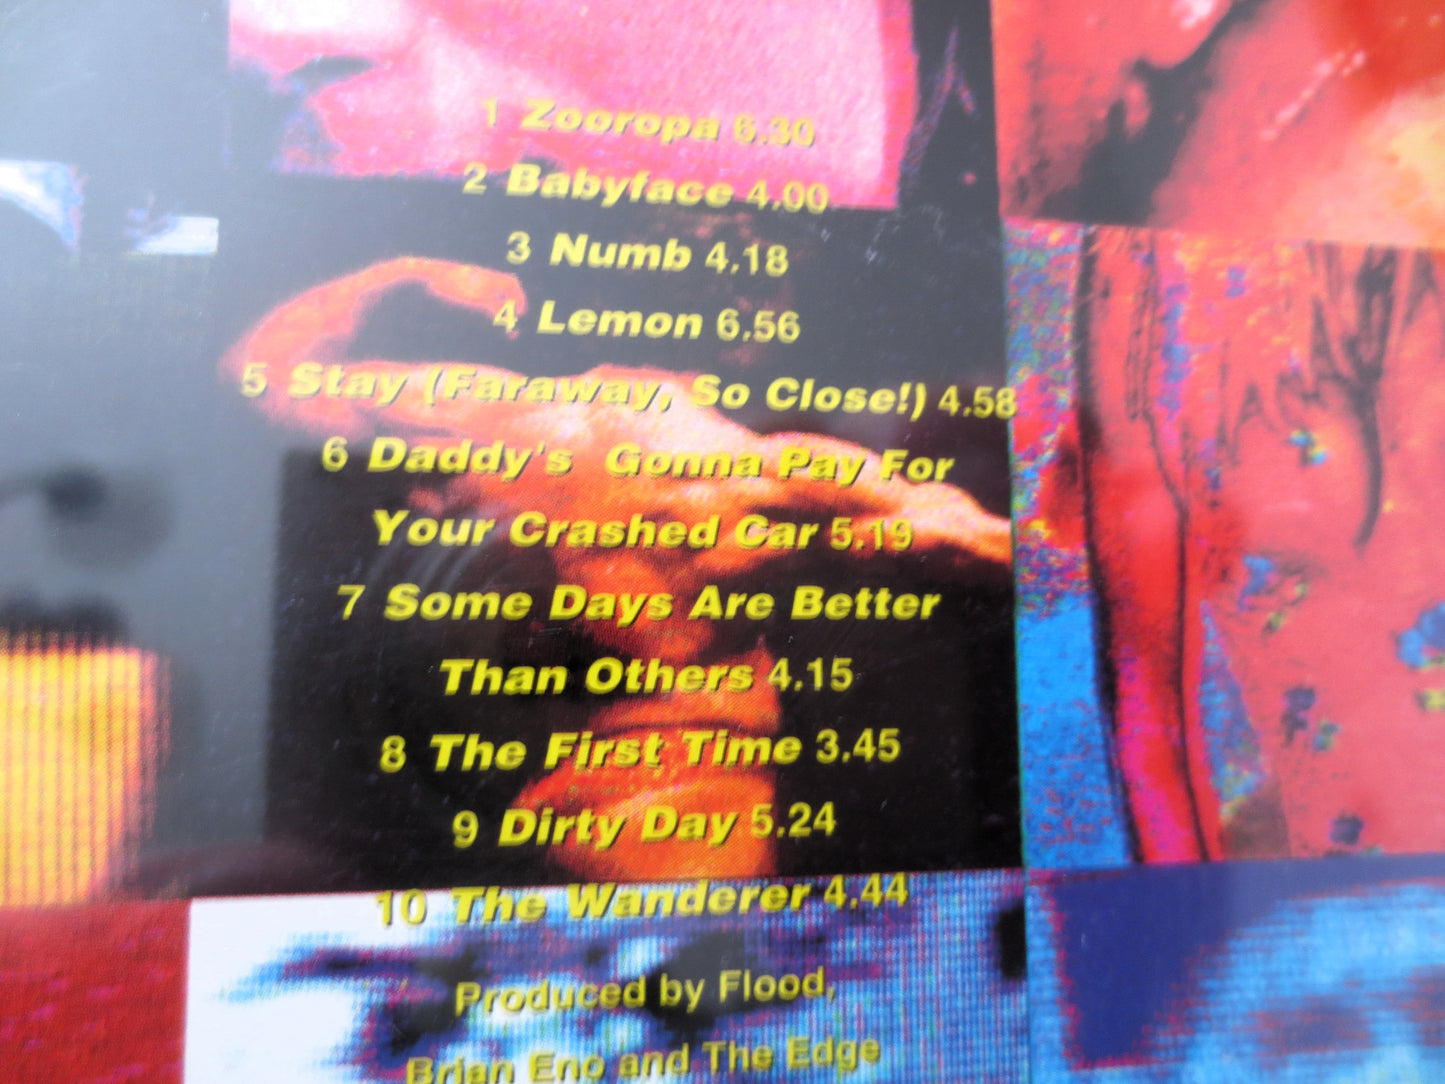 1 Zooropa 6.30
2 Babyface 4.00
3 Numb 4.18
4 Lemon 6.56
5 Stay (Faraway, So Close!) 4.58
6 Daddy's Gonna Pay For
Your Crashed Car 5.19
7 Some Days Are Better
Than Others 4.15
8 The First Time 3.45
9 Dirty Day 5.24
10 The Wanderer 4.44
Produced by Flood,
Brian Eno and The Edge